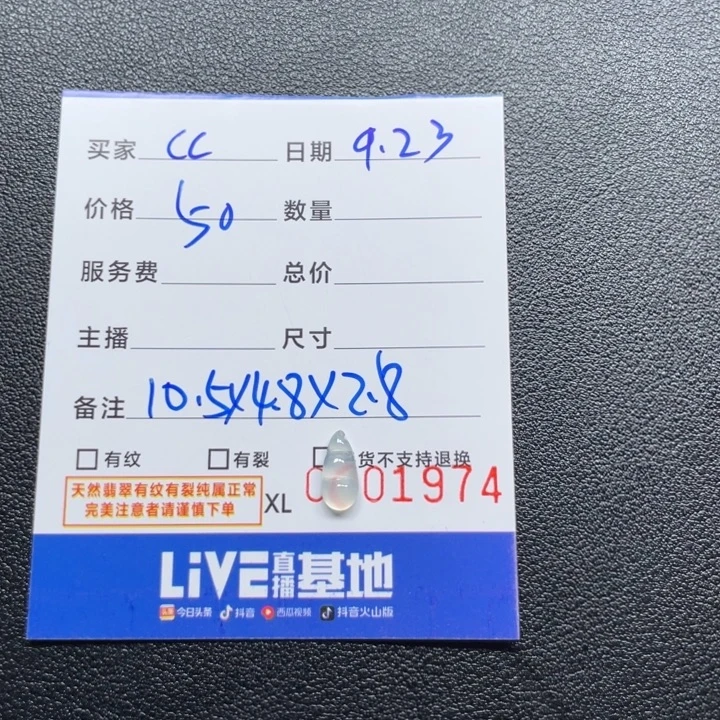 买家 CC 日期 9.23
价格 50 数量
服务费 总价
主播 尺寸
备注 10.5X4.8X2.8
有纹 有裂 货不支持退换
天然翡翠有纹有裂纯属正常
完美注意者请谨慎下单
XL 01974
LiVE直播基地
头条 今日头条 抖音 西瓜视频 抖音火山版